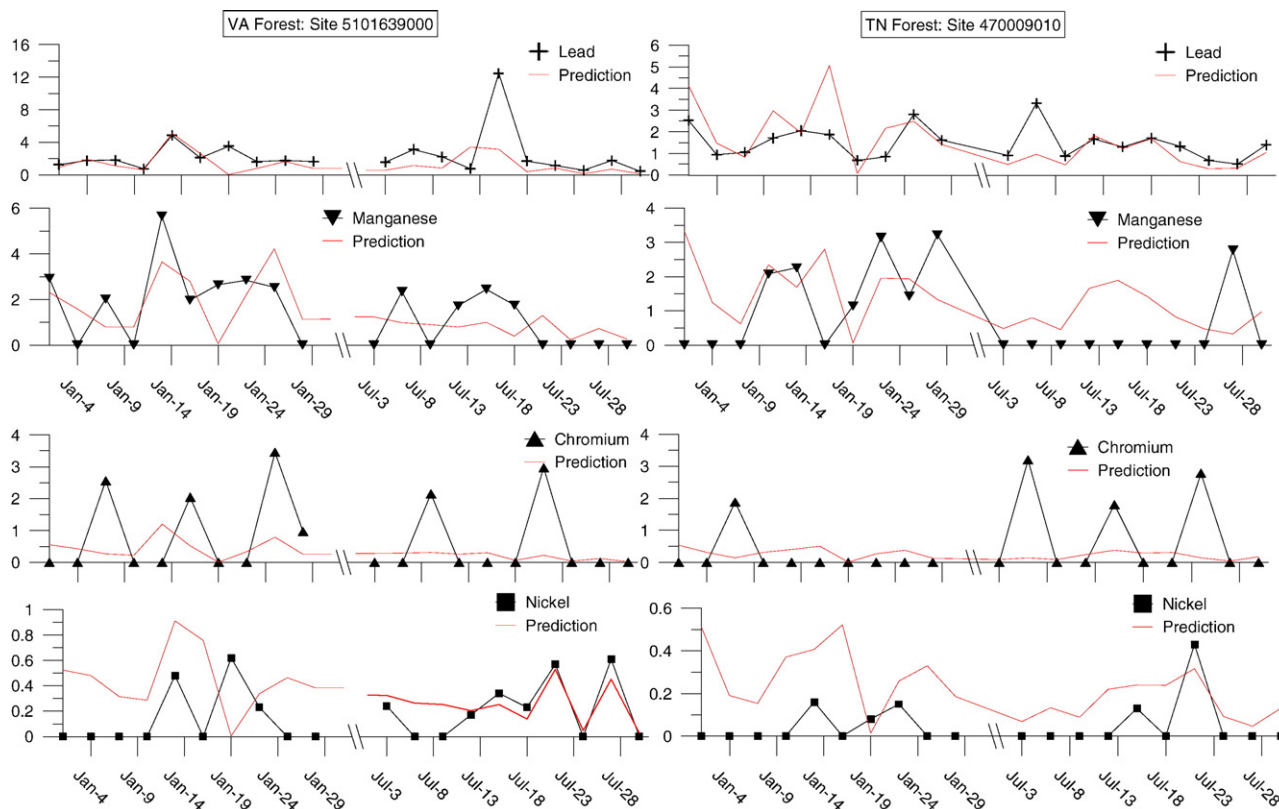 VA Forest: Site 5101639000
TN Forest: Site 470009010
16
12
8
4
0
Lead
Prediction
6
5
4
3
2
1
0
Lead
Prediction
6
4
2
0
Manganese
Prediction
4
3
2
1
0
Manganese
Prediction
Jan-4 Jan-9 Jan-14 Jan-19 Jan-24 Jan-29 Jul-3 Jul-8 Jul-13 Jul-18 Jul-23 Jul-28
Jan-4 Jan-9 Jan-14 Jan-19 Jan-24 Jan-29 Jul-3 Jul-8 Jul-13 Jul-18 Jul-23 Jul-28
4
3
2
1
0
Chromium
Prediction
4
3
2
1
0
Chromium
Prediction
1
0.8
0.6
0.4
0.2
0
Nickel
Prediction
0.6
0.4
0.2
0
Nickel
Prediction
Jan-4 Jan-9 Jan-14 Jan-19 Jan-24 Jan-29 Jul-3 Jul-8 Jul-13 Jul-18 Jul-23 Jul-28
Jan-4 Jan-9 Jan-14 Jan-19 Jan-24 Jan-29 Jul-3 Jul-8 Jul-13 Jul-18 Jul-23 Jul-28